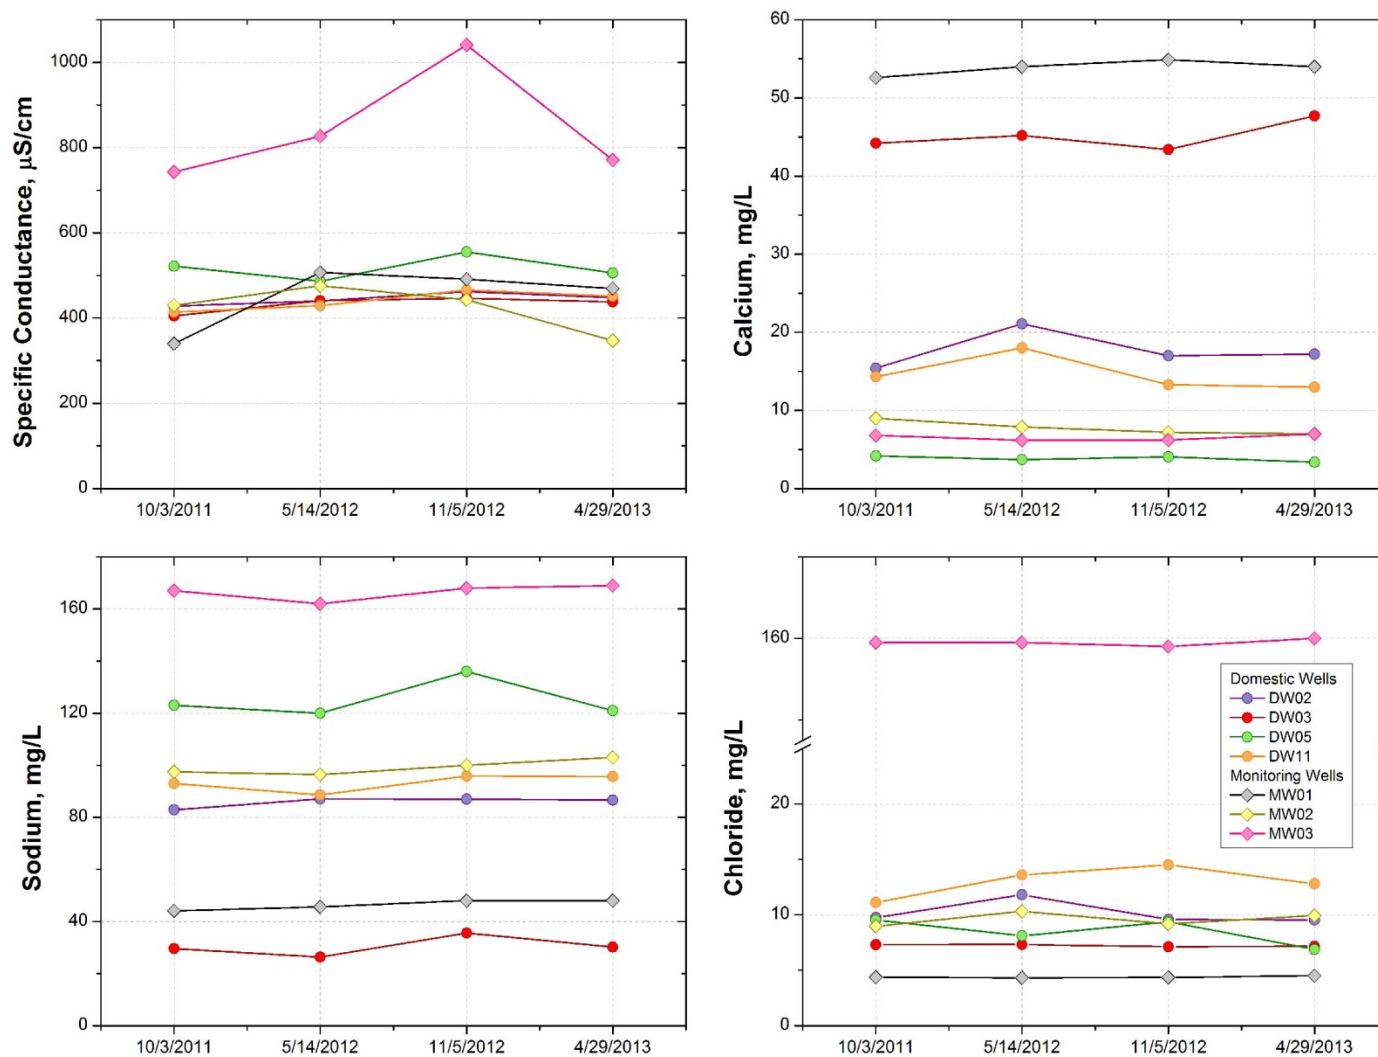 Specific Conductance, μS/cm
1000
800
600
400
200
0
10/3/2011 5/14/2012 11/5/2012 4/29/2013
Calcium, mg/L
60
50
40
30
20
10
0
10/3/2011 5/14/2012 11/5/2012 4/29/2013
Sodium, mg/L
160
120
80
40
0
10/3/2011 5/14/2012 11/5/2012 4/29/2013
Chloride, mg/L
160
20
10
0
10/3/2011 5/14/2012 11/5/2012 4/29/2013
Domestic Wells
DW02
DW03
DW05
DW11
Monitoring Wells
MW01
MW02
MW03